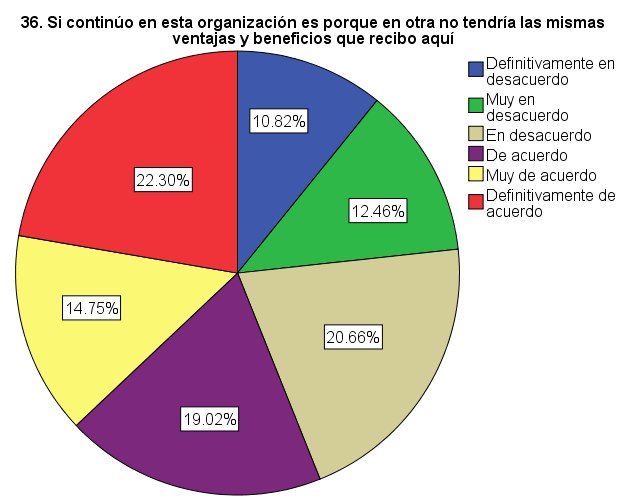 36. Si continúo en esta organización es porque en otra no tendría las mismas
ventajas y beneficios que recibo aquí
Definitivamente en
desacuerdo
Muy en
desacuerdo
En desacuerdo
De acuerdo
Muy de acuerdo
Definitivamente de
acuerdo
10.82%
12.46%
20.66%
19.02%
14.75%
22.30%